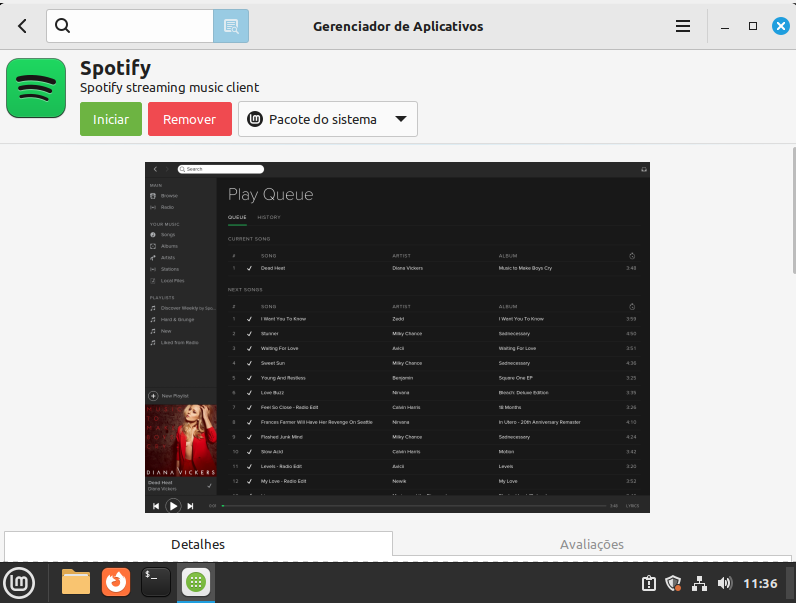 Gerenciador de Aplicativos
Spotify
Spotify streaming music client
Iniciar
Remover
Pacote do sistema
Search
MAIN
Browse
Radio
YOUR MUSIC
Songs
Albums
Artists
Stations
Local Files
PLAYLISTS
Discover Weekly by Spo...
Hard & Grunge
New
Liked from Radio
New Playlist
DIANA VICKERS
Dead Heat
Diana Vickers
Play Queue
QUEUE HISTORY
CURRENT SONG
# SONG ARTIST ALBUM
1 Dead Heat Diana Vickers Music to Make Boys Cry 3:48
NEXT SONGS
# SONG ARTIST ALBUM
1 I Want You To Know Zedd I Want You To Know 3:59
2 Stunner Milky Chance Sadnecessary 4:50
3 Waiting For Love Avicii Waiting For Love 3:51
4 Sweet Sun Milky Chance Sadnecessary 4:39
5 Young And Restless Benjamin Square One EP 3:25
6 Love Buzz Nirvana Bleach: Deluxe Edition 3:35
7 Feel So Close - Radio Edit Calvin Harris 18 Months 3:26
8 Frances Farmer Will Have Her Revenge On Seattle Nirvana In Utero - 20th Anniversary Remaster 4:10
9 Flashed Junk Mind Milky Chance Sadnecessary 4:24
10 Slow Acid Calvin Harris Motion 3:42
11 Levels - Radio Edit Avicii Levels 3:20
12 My Love - Radio Edit Newik My Love 3:53
0:01 3:48 LYRICS
Detalhes
Avaliações
11:36